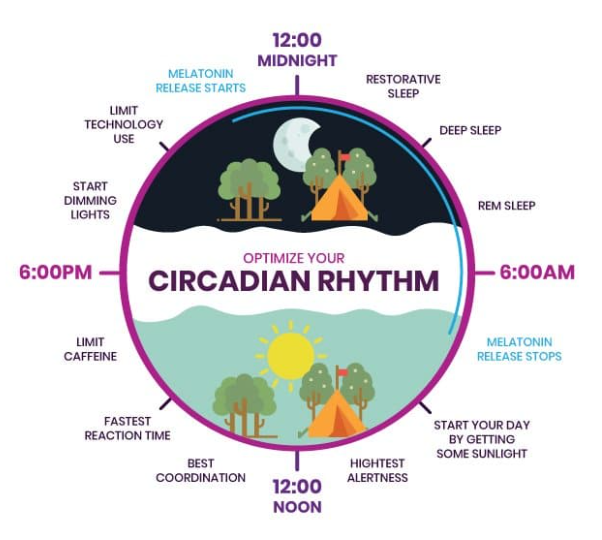 12:00
MIDNIGHT
RESTORATIVE
SLEEP
DEEP SLEEP
REM SLEEP
6:00AM
MELATONIN
RELEASE STOPS
START YOUR DAY
BY GETTING
SOME SUNLIGHT
HIGHTEST
ALERTNESS
12:00
NOON
BEST
COORDINATION
FASTEST
REACTION TIME
LIMIT
CAFFEINE
6:00PM
START
DIMMING
LIGHTS
LIMIT
TECHNOLOGY
USE
MELATONIN
RELEASE STARTS
OPTIMIZE YOUR
CIRCADIAN RHYTHM